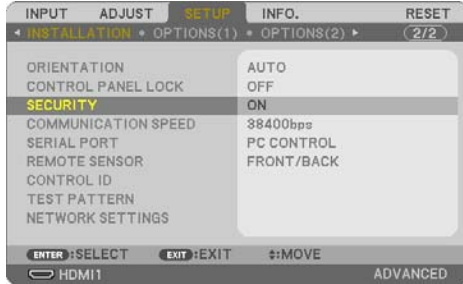 INPUT ADJUST SETUP INFO. RESET
◂ INSTALLATION • OPTIONS(1) • OPTIONS(2) ▸ (2/2)
ORIENTATION AUTO
CONTROL PANEL LOCK OFF
SECURITY ON
COMMUNICATION SPEED 38400bps
SERIAL PORT PC CONTROL
REMOTE SENSOR FRONT/BACK
CONTROL ID
TEST PATTERN
NETWORK SETTINGS
ENTER :SELECT EXIT :EXIT ↕:MOVE
HDMI1 ADVANCED